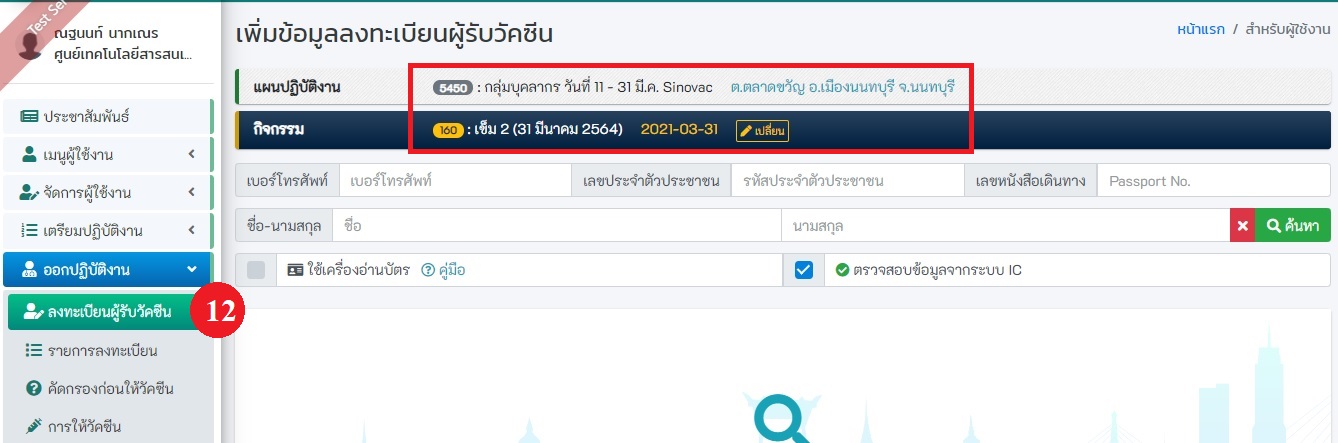 Test Ser
ณฐนนท์ นาคเณร
ศูนย์เทคโนโลยีสารสนเ...
ประชาสัมพันธ์
เมนูผู้ใช้งาน
จัดการผู้ใช้งาน
เตรียมปฏิบัติงาน
ออกปฏิบัติงาน
ลงทะเบียนผู้รับวัคซีน
12
รายการลงทะเบียน
คัดกรองก่อนให้วัคซีน
การให้วัคซีน
เพิ่มข้อมูลลงทะเบียนผู้รับวัคซีน
หน้าแรก / สำหรับผู้ใช้งาน
แผนปฏิบัติงาน 5450 : กลุ่มบุคลากร วันที่ 11 - 31 มี.ค. Sinovac ต.ตลาดขวัญ อ.เมืองนนทบุรี จ.นนทบุรี
กิจกรรม 160 : เข็ม 2 (31 มีนาคม 2564) 2021-03-31 เปลี่ยน
เบอร์โทรศัพท์ เบอร์โทรศัพท์ เลขประจำตัวประชาชน รหัสประจำตัวประชาชน เลขหนังสือเดินทาง Passport No.
ชื่อ-นามสกุล ชื่อ นามสกุล ค้นหา
ใช้เครื่องอ่านบัตร คู่มือ ตรวจสอบข้อมูลจากระบบ IC